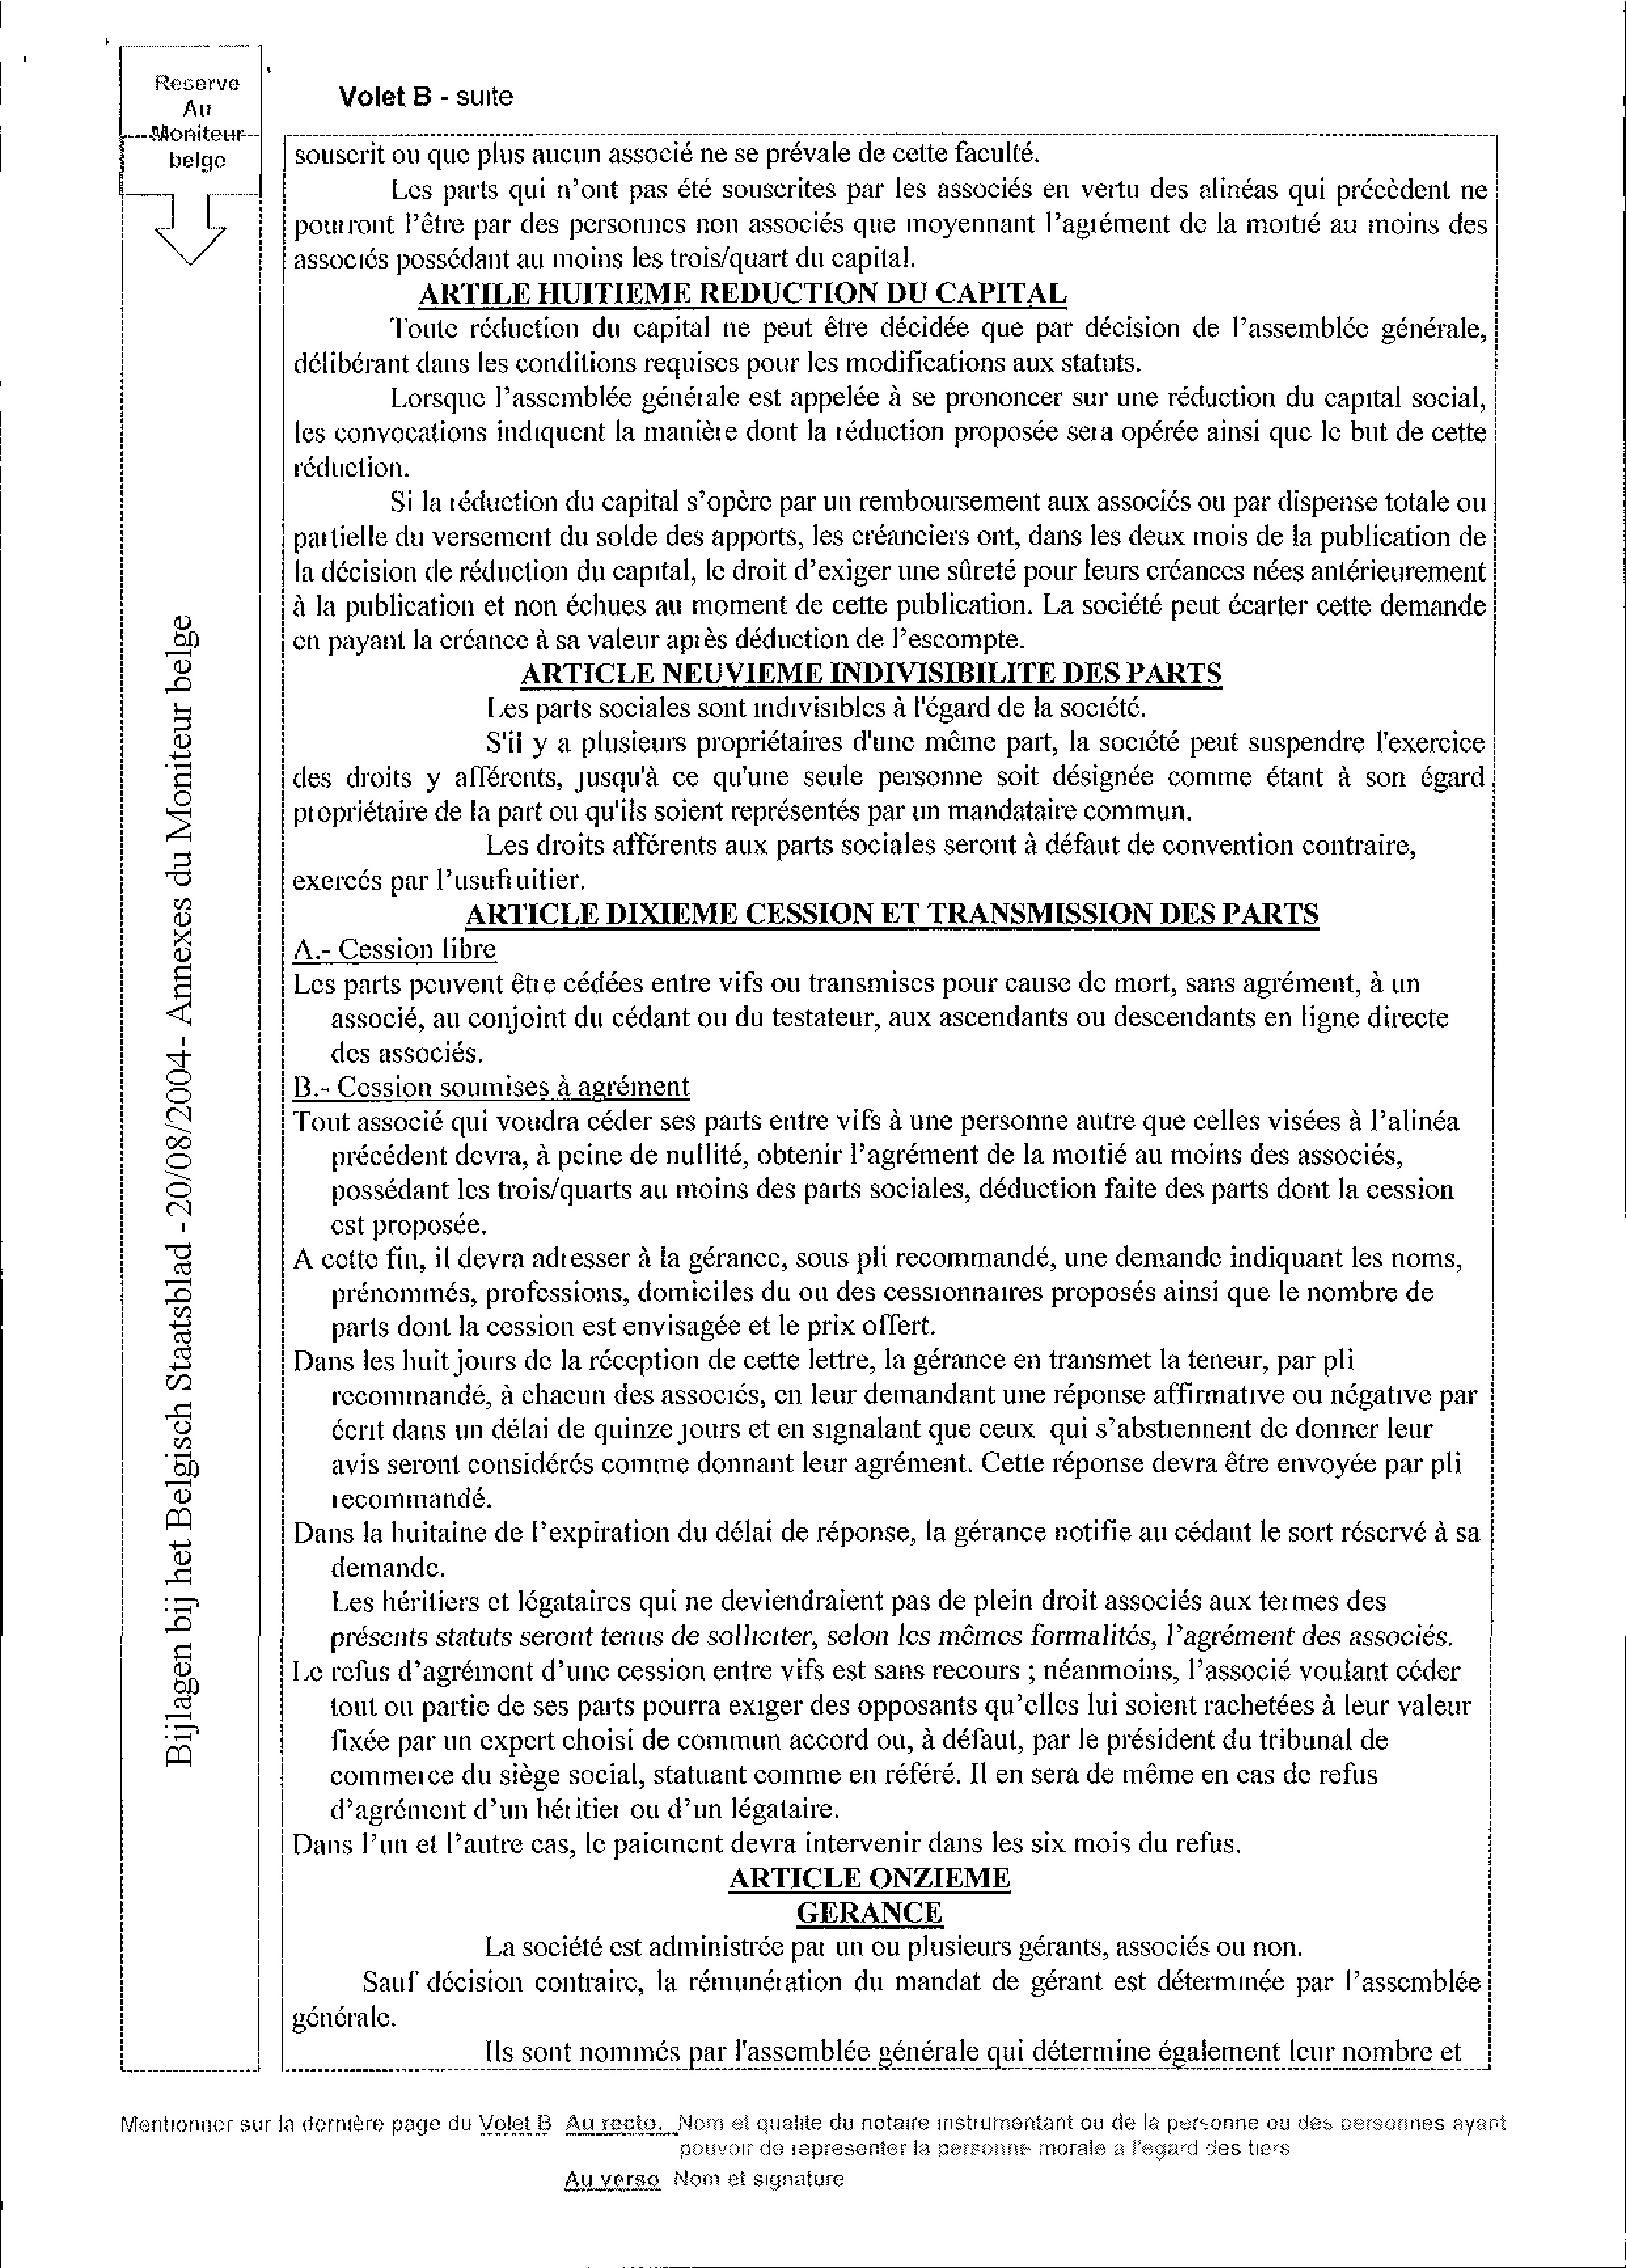 Reserve
Au
Moniteur
belge
Volet B - suite
souscrit ou que plus aucun associé ne se prévale de cette faculté.
Les parts qui n'ont pas été souscrites par les associés en vertu des alinéas qui précèdent ne
pourront l'être par des personnes non associés que moyennant l'agrément de la moitié au moins des
associés possédant au moins les trois/quart du capital.
ARTILE HUITIEME REDUCTION DU CAPITAL
Toute réduction du capital ne peut être décidée que par décision de l'assemblée générale,
délibérant dans les conditions requises pour les modifications aux statuts.
Lorsque l'assemblée générale est appelée à se prononcer sur une réduction du capital social,
les convocations indiquent la manière dont la réduction proposée sera opérée ainsi que le but de cette
réduction.
Si la réduction du capital s'opère par un remboursement aux associés ou par dispense totale ou
partielle du versement du solde des apports, les créanciers ont, dans les deux mois de la publication de
la décision de réduction du capital, le droit d'exiger une sûreté pour leurs créances nées antérieurement
à la publication et non échues au moment de cette publication. La société peut écarter cette demande
en payant la créance à sa valeur après déduction de l'escompte.
ARTICLE NEUVIEME INDIVISIBILITE DES PARTS
Les parts sociales sont indivisibles à l'égard de la société.
S'il y a plusieurs propriétaires d'une même part, la société peut suspendre l'exercice
des droits y afférents, jusqu'à ce qu'une seule personne soit désignée comme étant à son égard
propriétaire de la part ou qu'ils soient représentés par un mandataire commun.
Les droits afférents aux parts sociales seront à défaut de convention contraire,
exercés par l'usufruitier.
ARTICLE DIXIEME CESSION ET TRANSMISSION DES PARTS
A.- Cession libre
Les parts peuvent être cédées entre vifs ou transmises pour cause de mort, sans agrément, à un
associé, au conjoint du cédant ou du testateur, aux ascendants ou descendants en ligne directe
des associés.
B.- Cession soumises à agrément
Tout associé qui voudra céder ses parts entre vifs à une personne autre que celles visées à l'alinéa
précédent devra, à peine de nullité, obtenir l'agrément de la moitié au moins des associés,
possédant les trois/quarts au moins des parts sociales, déduction faite des parts dont la cession
est proposée.
A cette fin, il devra adresser à la gérance, sous pli recommandé, une demande indiquant les noms,
prénommés, professions, domiciles du ou des cessionnaires proposés ainsi que le nombre de
parts dont la cession est envisagée et le prix offert.
Dans les huit jours de la réception de cette lettre, la gérance en transmet la teneur, par pli
recommandé, à chacun des associés, en leur demandant une réponse affirmative ou négative par
écrit dans un délai de quinze jours et en signalant que ceux qui s'abstiennent de donner leur
avis seront considérés comme donnant leur agrément. Cette réponse devra être envoyée par pli
recommandé.
Dans la huitaine de l'expiration du délai de réponse, la gérance notifie au cédant le sort réservé à sa
demande.
Les héritiers et légataires qui ne deviendraient pas de plein droit associés aux termes des
présents statuts seront tenus de solliciter, selon les mêmes formalités, l'agrément des associés.
Le refus d'agrément d'une cession entre vifs est sans recours ; néanmoins, l'associé voulant céder
tout ou partie de ses parts pourra exiger des opposants qu'elles lui soient rachetées à leur valeur
fixée par un expert choisi de commun accord ou, à défaut, par le président du tribunal de
commerce du siège social, statuant comme en référé. Il en sera de même en cas de refus
d'agrément d'un héritier ou d'un légataire.
Dans l'un et l'autre cas, le paiement devra intervenir dans les six mois du refus.
ARTICLE ONZIEME
GERANCE
La société est administrée par un ou plusieurs gérants, associés ou non.
Sauf décision contraire, la rémunération du mandat de gérant est déterminée par l'assemblée
générale.
Ils sont nommés par l'assemblée générale qui détermine également leur nombre et
Bijlagen bij het Belgisch Staatsblad - 20/08/2004- Annexes du Moniteur belge
Mentionner sur la dernière page du Volet B Au recto. Nom et qualite du notaire instrumentant ou de la personne ou des personnes ayant
pouvoir de representer la personne morale a l'egard des tiers
Au verso Nom et signature